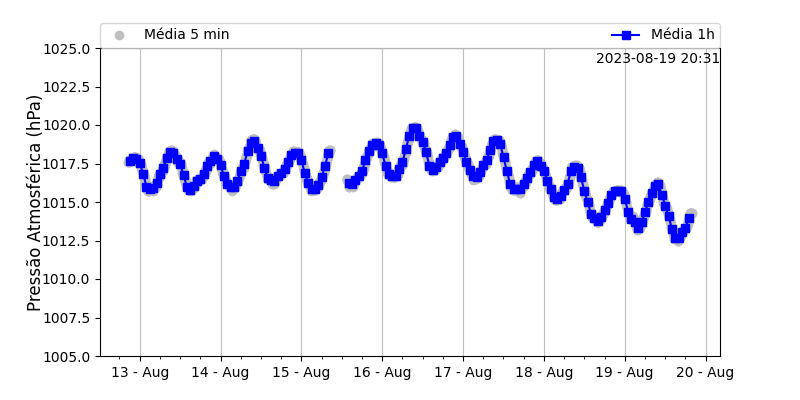 Média 5 min
Média 1h
2023-08-19 20:31
Pressão Atmosférica (hPa)
1025.0
1022.5
1020.0
1017.5
1015.0
1012.5
1010.0
1007.5
1005.0
13 - Aug
14 - Aug
15 - Aug
16 - Aug
17 - Aug
18 - Aug
19 - Aug
20 - Aug